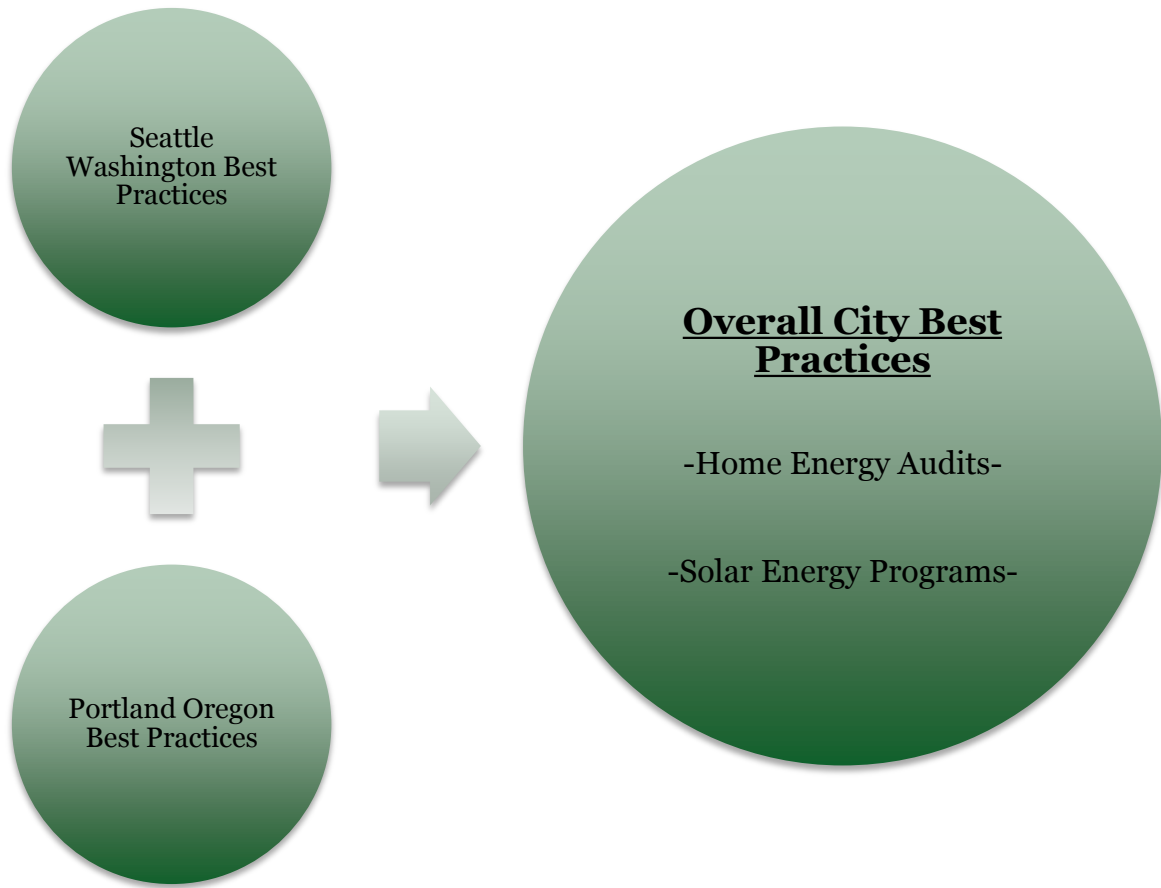 Seattle
Washington Best
Practices
Portland Oregon
Best Practices
Overall City Best
Practices
-Home Energy Audits-
-Solar Energy Programs-